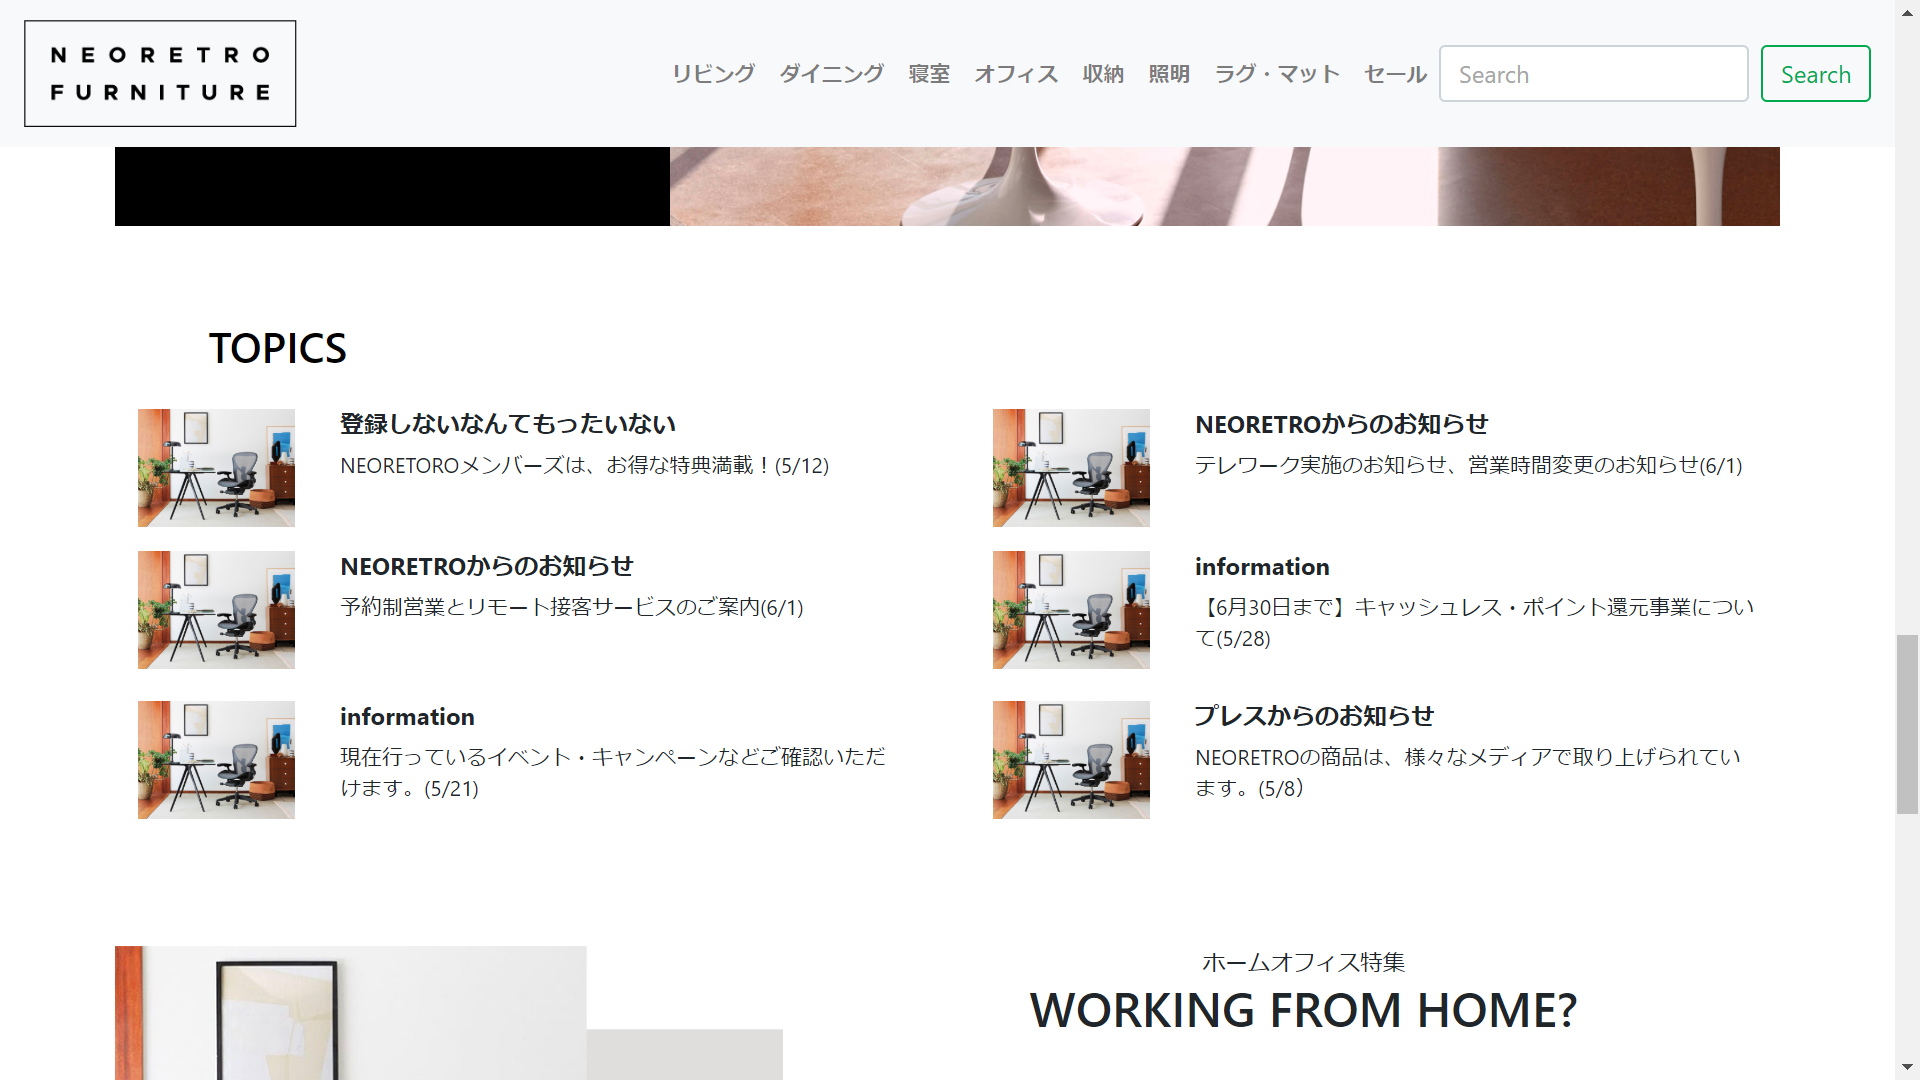 NEORETRO
FURNITURE
リビング ダイニング 寝室 オフィス 収納 照明 ラグ・マット セール Search Search
TOPICS
登録しないなんてもったいない
NEORETOROメンバーズは、お得な特典満載！(5/12)
NEORETROからのお知らせ
テレワーク実施のお知らせ、営業時間変更のお知らせ(6/1)
NEORETROからのお知らせ
予約制営業とリモート接客サービスのご案内(6/1)
information
【6月30日まで】キャッシュレス・ポイント還元事業につい
て(5/28)
information
現在行っているイベント・キャンペーンなどご確認いただ
けます。(5/21)
プレスからのお知らせ
NEORETROの商品は、様々なメディアで取り上げられてい
ます。(5/8）
ホームオフィス特集
WORKING FROM HOME?